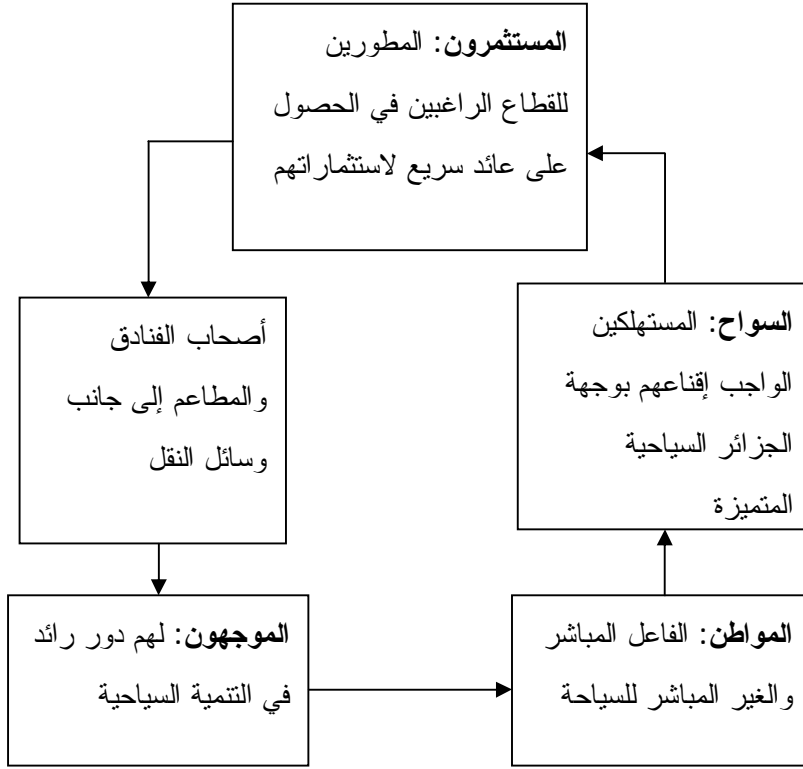 المستثمرون: المطورين
للقطاع الراغبين في الحصول
على عائد سريع لاستثماراتهم
أصحاب الفنادق
والمطاعم إلى جانب
وسائل النقل
الموجهون: لهم دور رائد
في التنمية السياحية
المواطن: الفاعل المباشر
والغير المباشر للسياحة
السواح: المستهلكين
الواجب إقناعهم بوجهة
الجزائر السياحية
المتميزة